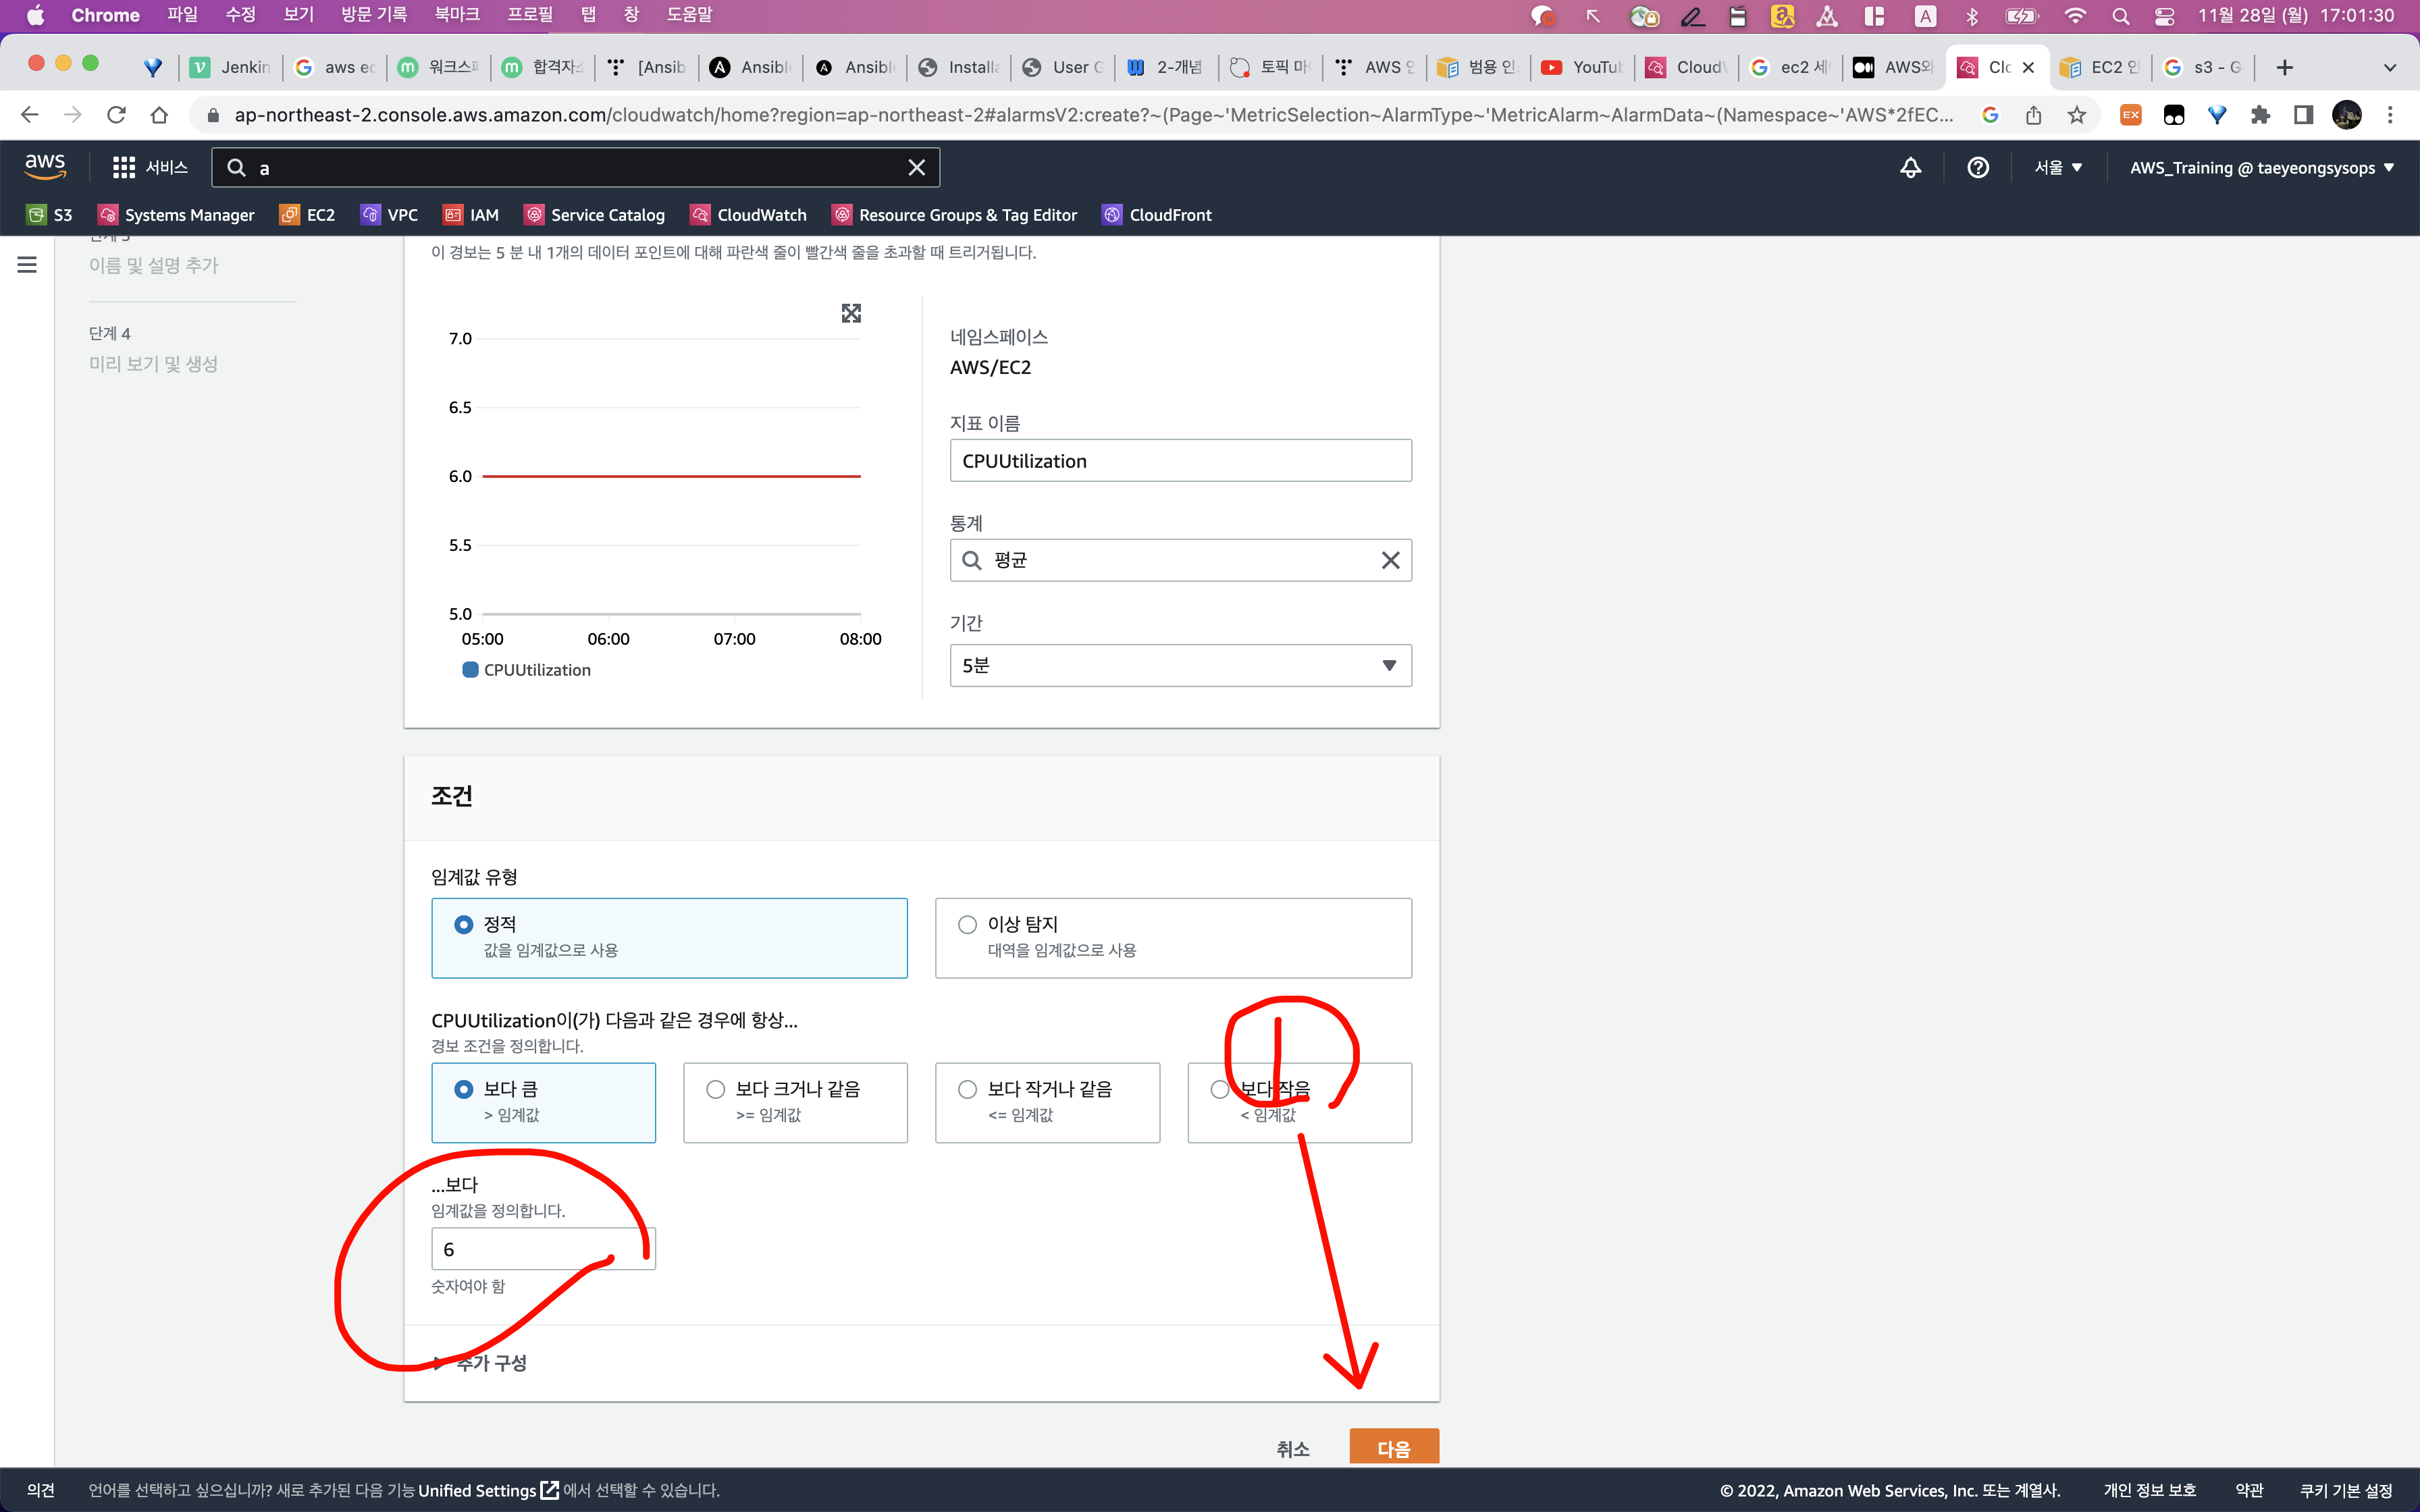 Chrome 파일 수정 보기 방문 기록 북마크 프로필 탭 창 도움말 A 11월 28일 (월) 17:01:30
Jenkin aws ec 워크스페 합격자소 [Ansib Ansible Ansible Installa User G 2-개념 토픽 마 AWS 인 범용 인 YouTub CloudW ec2 세 AWS와 Clo EC2 인 s3 - G
ap-northeast-2.console.aws.amazon.com/cloudwatch/home?region=ap-northeast-2#alarmsV2:create?~(Page~'MetricSelection~AlarmType~'MetricAlarm~AlarmData~(Namespace~'AWS*2fEC...
aws 서비스 a 서울 AWS_Training @ taeyeongsysops
S3 Systems Manager EC2 VPC IAM Service Catalog CloudWatch Resource Groups & Tag Editor CloudFront
단계 3
이름 및 설명 추가
단계 4
미리 보기 및 생성
이 경보는 5 분 내 1개의 데이터 포인트에 대해 파란색 줄이 빨간색 줄을 초과할 때 트리거됩니다.
7.0
6.5
6.0
5.5
5.0
05:00 06:00 07:00 08:00
CPUUtilization
네임스페이스
AWS/EC2
지표 이름
CPUUtilization
통계
평균
기간
5분
조건
임계값 유형
정적
값을 임계값으로 사용
이상 탐지
대역을 임계값으로 사용
CPUUtilization이(가) 다음과 같은 경우에 항상...
경보 조건을 정의합니다.
보다 큼
> 임계값
보다 크거나 같음
>= 임계값
보다 작거나 같음
<= 임계값
보다 작음
< 임계값
1
...보다
임계값을 정의합니다.
6
숫자여야 함
추가 구성
취소 다음
의견 언어를 선택하고 싶으십니까? 새로 추가된 다음 기능 Unified Settings 에서 선택할 수 있습니다. © 2022, Amazon Web Services, Inc. 또는 계열사. 개인 정보 보호 약관 쿠키 기본 설정